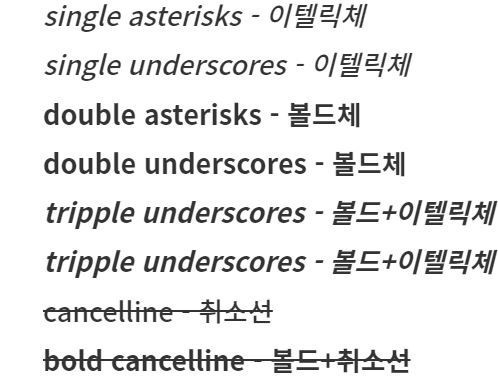 single asterisks - 이텔릭체
single underscores - 이텔릭체
double asterisks - 볼드체
double underscores - 볼드체
tripple underscores - 볼드+이텔릭체
tripple underscores - 볼드+이텔릭체
cancelline - 취소선
bold cancelline - 볼드+취소선